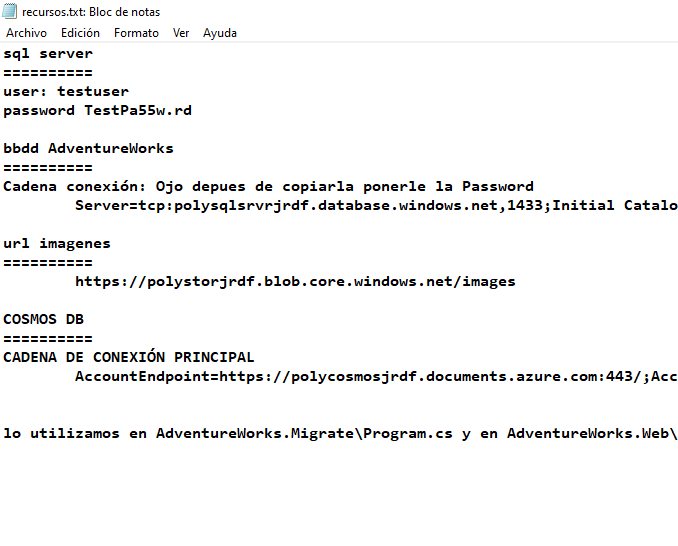 recursos.txt: Bloc de notas
Archivo Edición Formato Ver Ayuda
sql server
==========
user: testuser
password TestPa55w.rd
bbdd AdventureWorks
==========
Cadena conexión: Ojo depues de copiarla ponerle la Password
Server=tcp:polysqlsrvrjrdf.database.windows.net,1433;Initial Catalo
url imagenes
==========
https://polystorjrdf.blob.core.windows.net/images
COSMOS DB
==========
CADENA DE CONEXIÓN PRINCIPAL
AccountEndpoint=https://polycosmosjrdf.documents.azure.com:443/;Acc
lo utilizamos en AdventureWorks.Migrate\Program.cs y en AdventureWorks.Web\